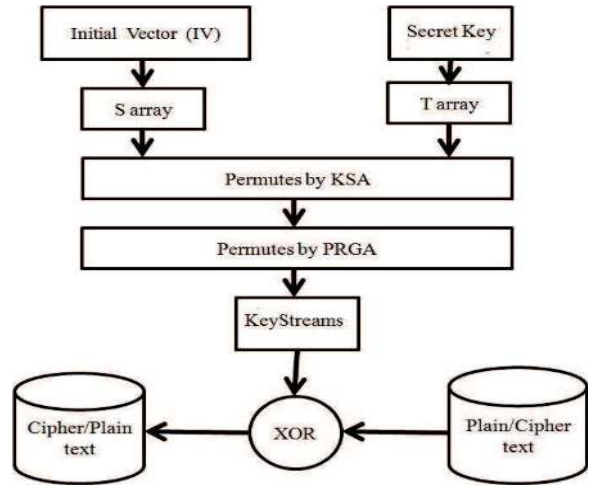 Initial Vector (IV)
Secret Key
S array
T array
Permutes by KSA
Permutes by PRGA
KeyStreams
Cipher/Plain
text
XOR
Plain/Cipher
text